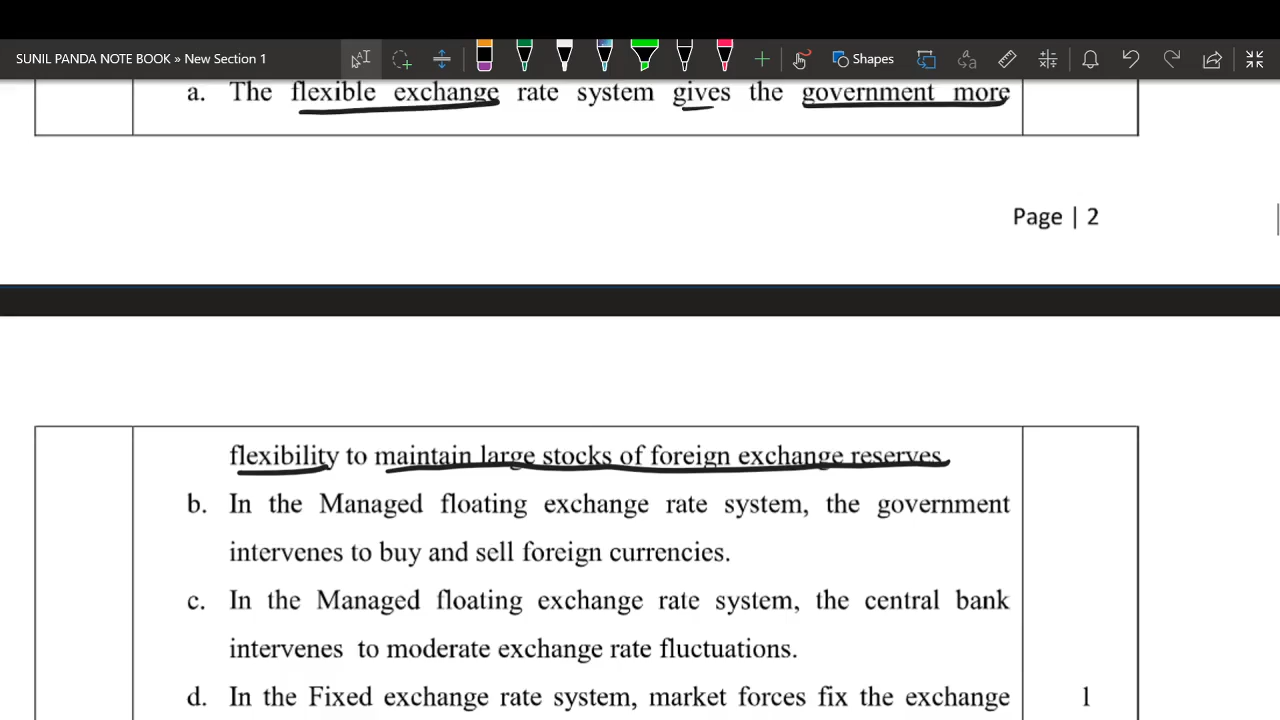 SUNIL PANDA NOTE BOOK » New Section 1
Shapes
a. The flexible exchange rate system gives the government more
Page | 2
flexibility to maintain large stocks of foreign exchange reserves.
b. In the Managed floating exchange rate system, the government
intervenes to buy and sell foreign currencies.
c. In the Managed floating exchange rate system, the central bank
intervenes to moderate exchange rate fluctuations.
d. In the Fixed exchange rate system, market forces fix the exchange 1